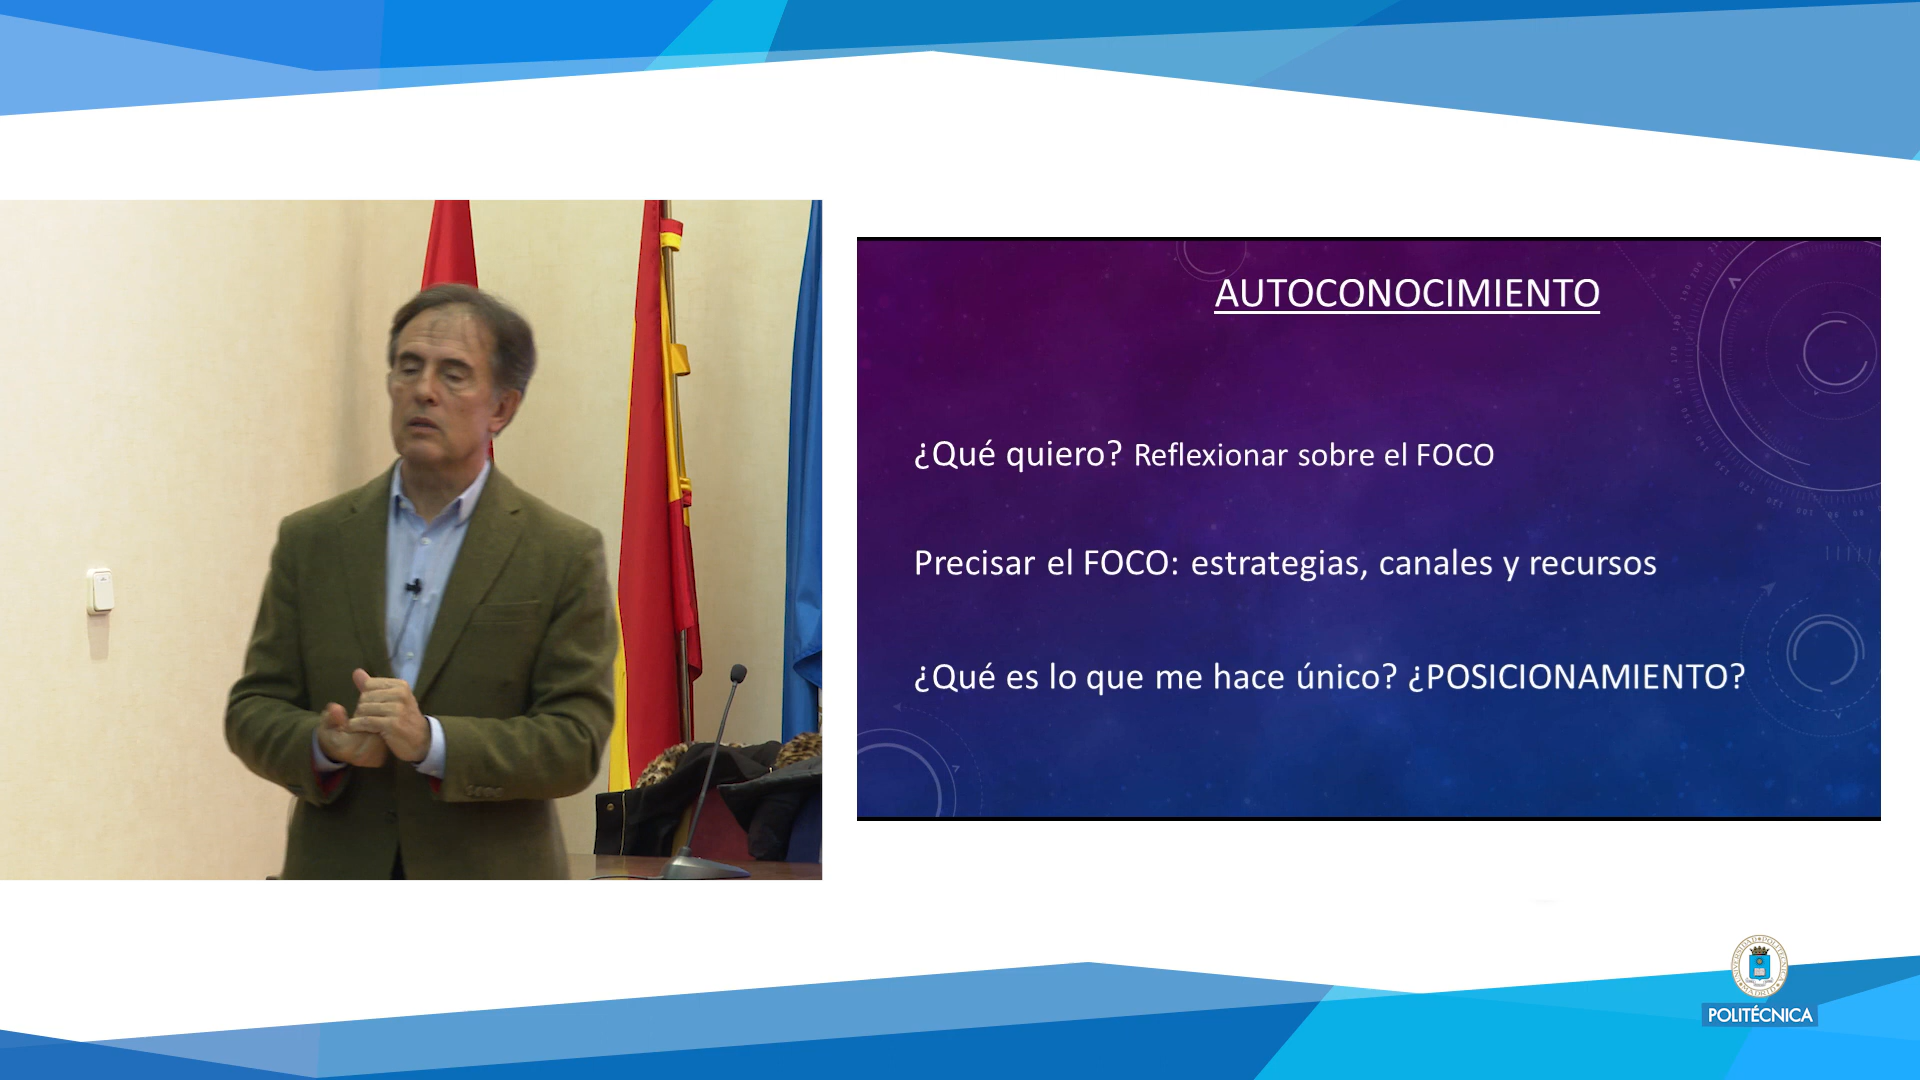 AUTOCONOCIMIENTO
¿Qué quiero? Reflexionar sobre el FOCO
Precisar el FOCO: estrategias, canales y recursos
¿Qué es lo que me hace único? ¿POSICIONAMIENTO?
POLITÉCNICA